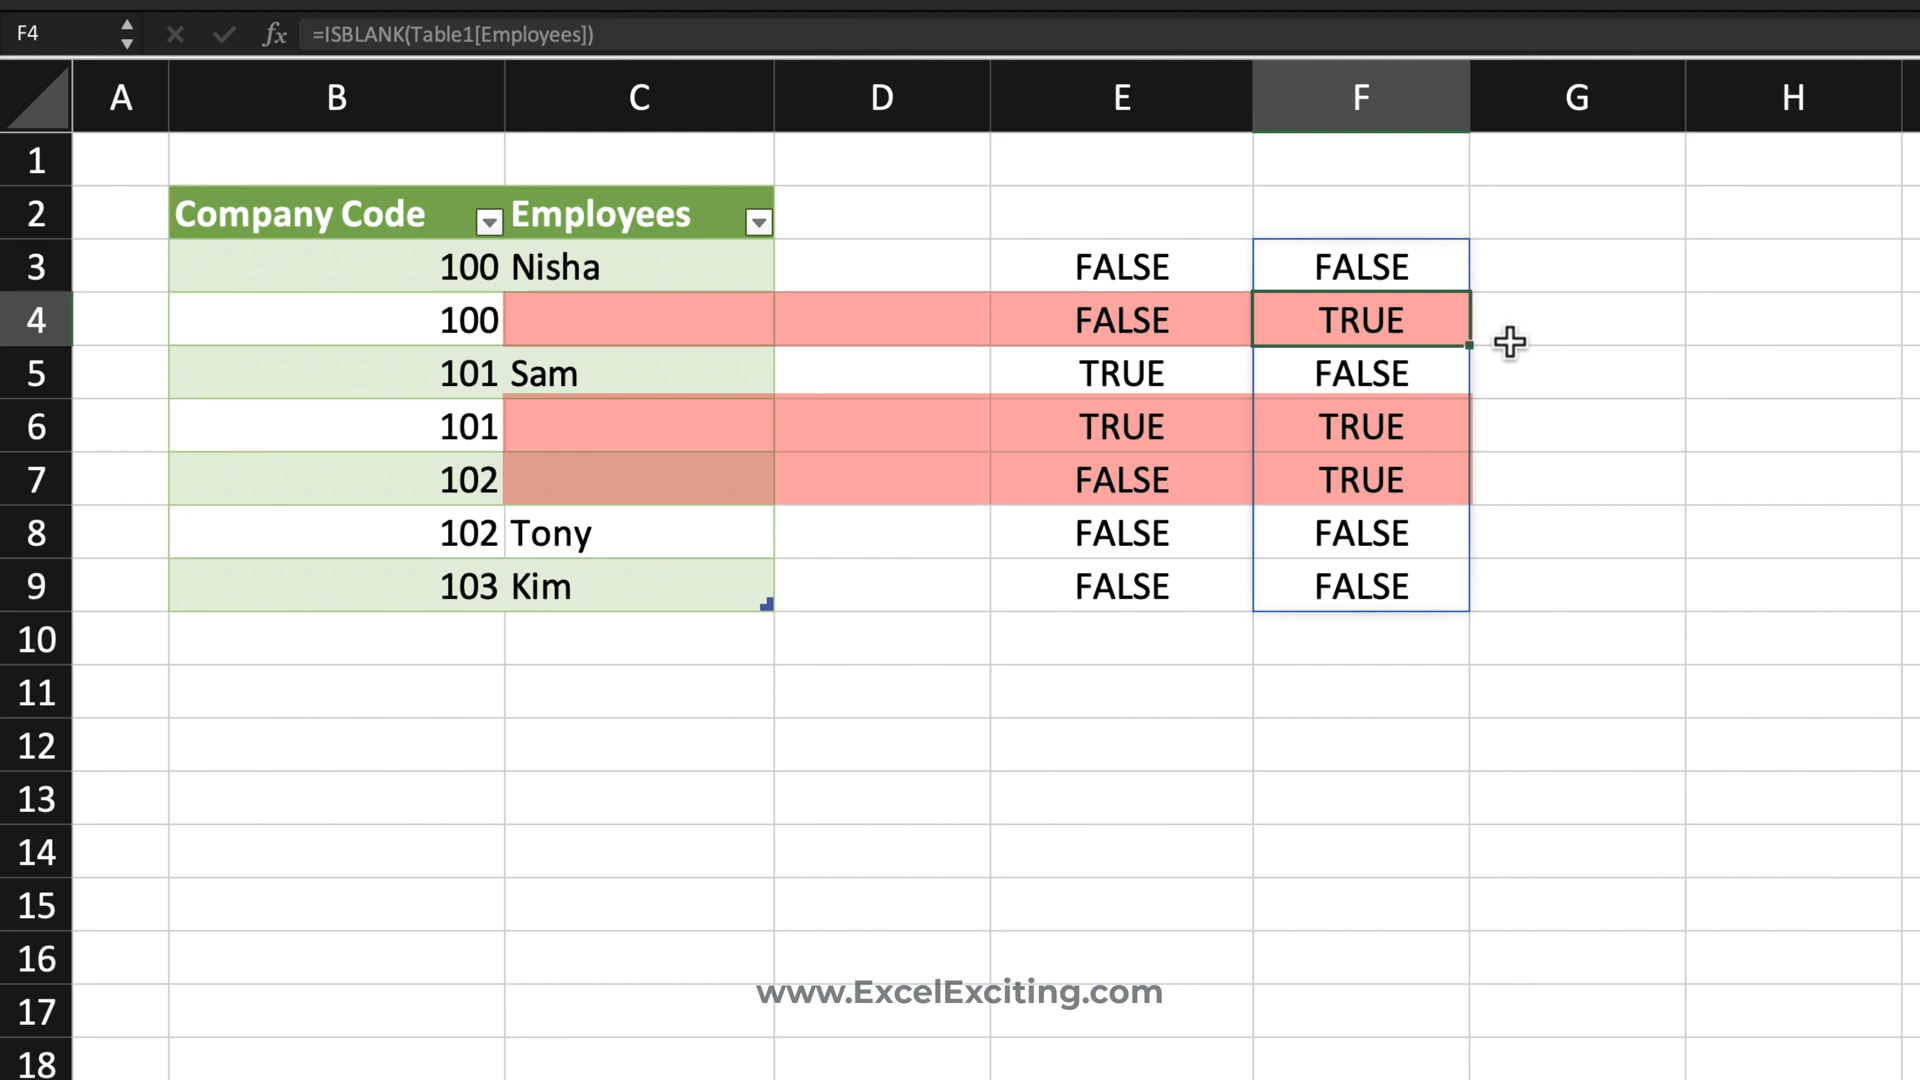 F4 fx =ISBLANK(Table1[Employees])
A B C D E F G H
1
2 Company Code Employees
3 100 Nisha FALSE FALSE
4 100 FALSE TRUE
5 101 Sam TRUE FALSE
6 101 TRUE TRUE
7 102 FALSE TRUE
8 102 Tony FALSE FALSE
9 103 Kim FALSE FALSE
10
11
12
13
14
15
16
www.ExcelExciting.com
17
18